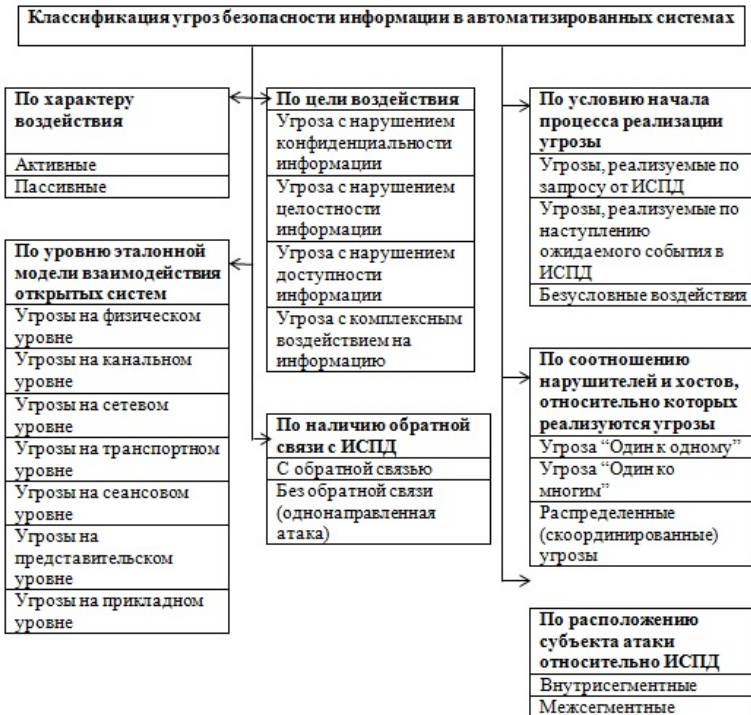 Классификация угроз безопасности информации в автоматизированных системах
По характеру
воздействия
Активные
Пассивные
По уровню эталонной
модели взаимодействия
открытых систем
Угрозы на физическом
уровне
Угрозы на канальном
уровне
Угрозы на сетевом
уровне
Угрозы на транспортном
уровне
Угрозы на сеансовом
уровне
Угрозы на
представительском
уровне
Угрозы на прикладном
уровне
По цели воздействия
Угроза с нарушением
конфиденциальности
информации
Угроза с нарушением
целостности
информации
Угроза с нарушением
доступности
информации
Угроза с комплексным
воздействием на
информацию
По наличию обратной
связи с ИСПД
С обратной связью
Без обратной связи
(однонаправленная
атака)
По условию начала
процесса реализации
угрозы
Угрозы, реализуемые по
запросу от ИСПД
Угрозы, реализуемые по
наступлению
ожидаемого события в
ИСПД
Безусловные воздействия
По соотношению
нарушителей и хостов,
относительно которых
реализуются угрозы
Угроза “Один к одному”
Угроза “Один ко
многим”
Распределенные
(скоординированные)
угрозы
По расположению
субъекта атаки
относительно ИСПД
Внутрисегментные
Межсегментные